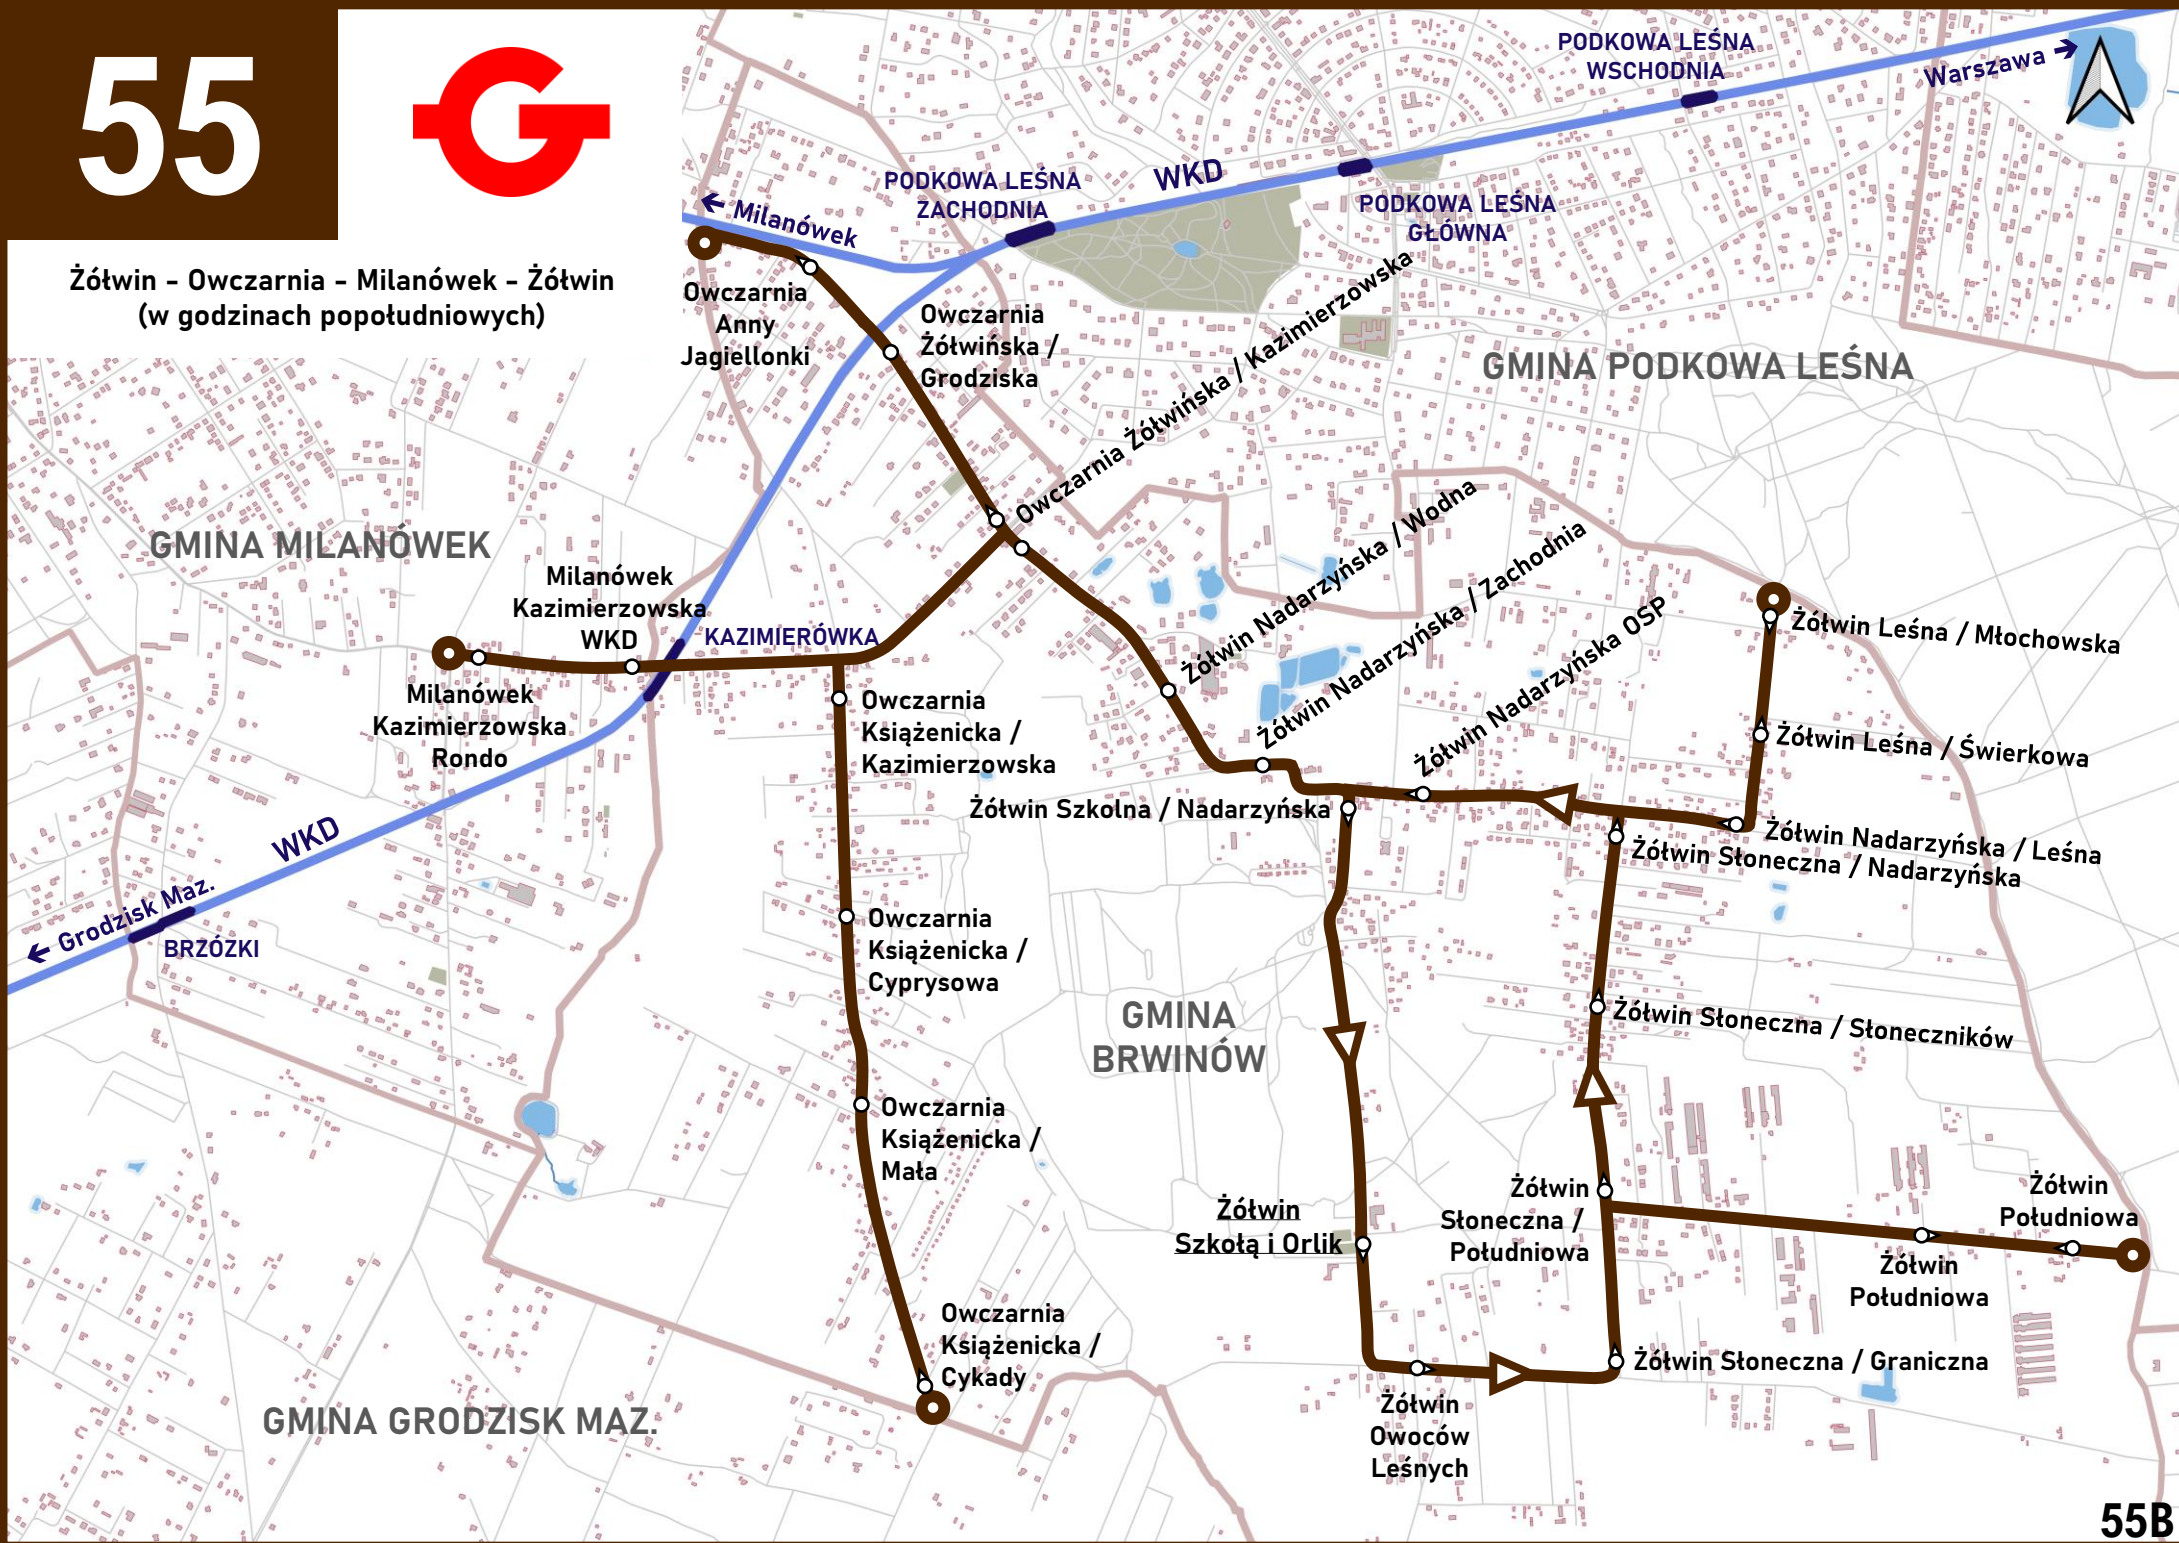 55
G
Żółwin - Owczarnia - Milanówek - Żółwin
(w godzinach popołudniowych)
PODKOWA LEŚNA
WSCHODNIA
Warszawa →
PODKOWA LEŚNA
ZACHODNIA
WKD
PODKOWA LEŚNA
GŁÓWNA
← Milanówek
Owczarnia
Anny
Jagiellonki
Owczarnia
Żółwińska /
Grodziska
Owczarnia Żółwińska / Kazimierzowska
GMINA PODKOWA LEŚNA
GMINA MILANÓWEK
Milanówek
Kazimierzowska
WKD
KAZIMIERÓWKA
Milanówek
Kazimierzowska
Rondo
Żółwin Nadarzyńska / Wodna
Żółwin Nadarzyńska / Zachodnia
Żółwin Nadarzyńska OSP
Żółwin Leśna / Młochowska
Żółwin Leśna / Świerkowa
Owczarnia
Książenicka /
Kazimierzowska
Żółwin Szkolna / Nadarzyńska
Żółwin Nadarzyńska / Leśna
Żółwin Słoneczna / Nadarzyńska
WKD
← Grodzisk Maz.
BRZÓZKI
Owczarnia
Książenicka /
Cyprysowa
GMINA
BRWINÓW
Żółwin Słoneczna / Słoneczników
Owczarnia
Książenicka /
Mała
Żółwin
Szkołą i Orlik
Żółwin
Słoneczna /
Południowa
Żółwin
Południowa
Żółwin
Południowa
Owczarnia
Książenicka /
Cykady
Żółwin Słoneczna / Graniczna
Żółwin
Owoców
Leśnych
GMINA GRODZISK MAZ.
55B